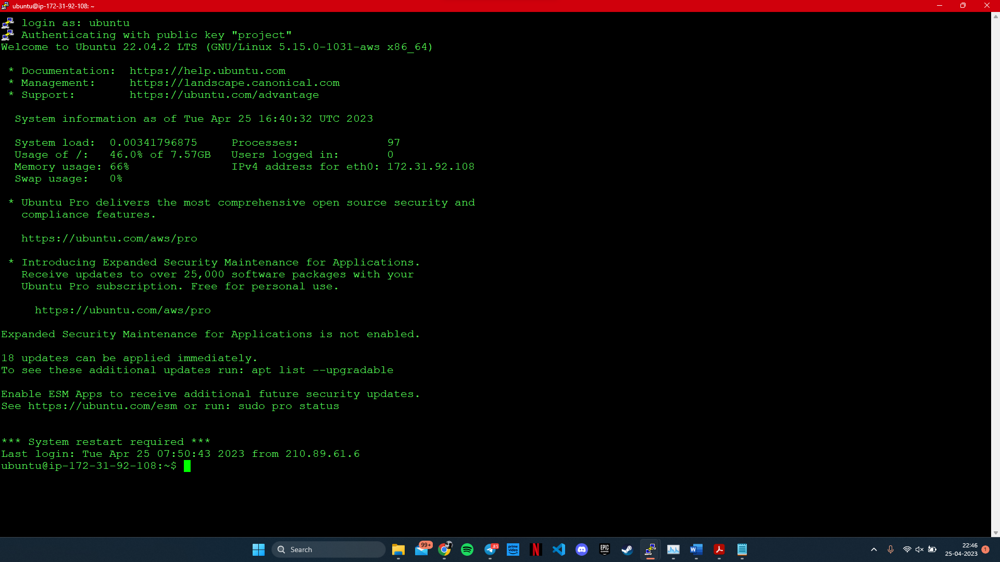 ubuntu@ip-172-31-92-108: ~
login as: ubuntu
Authenticating with public key "project"
Welcome to Ubuntu 22.04.2 LTS (GNU/Linux 5.15.0-1031-aws x86_64)
* Documentation:  https://help.ubuntu.com
* Management:     https://landscape.canonical.com
* Support:        https://ubuntu.com/advantage
System information as of Tue Apr 25 16:40:32 UTC 2023
System load:  0.00341796875     Processes:             97
Usage of /:   46.0% of 7.57GB   Users logged in:       0
Memory usage: 66%               IPv4 address for eth0: 172.31.92.108
Swap usage:   0%
* Ubuntu Pro delivers the most comprehensive open source security and
compliance features.
https://ubuntu.com/aws/pro
* Introducing Expanded Security Maintenance for Applications.
Receive updates to over 25,000 software packages with your
Ubuntu Pro subscription. Free for personal use.
https://ubuntu.com/aws/pro
Expanded Security Maintenance for Applications is not enabled.
18 updates can be applied immediately.
To see these additional updates run: apt list --upgradable
Enable ESM Apps to receive additional future security updates.
See https://ubuntu.com/esm or run: sudo pro status
*** System restart required ***
Last login: Tue Apr 25 07:50:43 2023 from 210.89.61.6
ubuntu@ip-172-31-92-108:~$
Search
99+
85
prime video
N
EPIC GAMES
W
22:46
25-04-2023
1